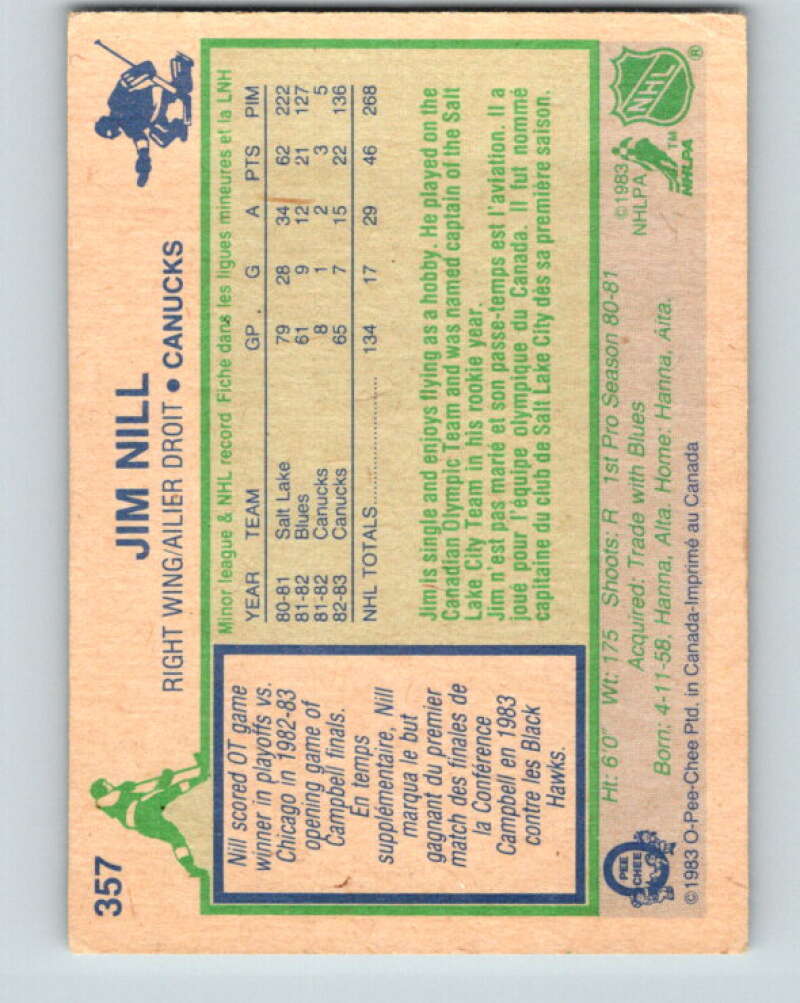 357
JIM NILL
RIGHT WING/AILIER DROIT • CANUCKS
Nill scored OT game
winner in playoffs vs.
Chicago in 1982-83
opening game of
Campbell finals.
En temps
supplémentaire, Nill
marqua le but
gagnant du premier
match des finales de
la Conférence
Campbell en 1983
contre les Black
Hawks.
Minor league & NHL record Fiche dans les ligues mineures et la LNH
YEAR TEAM GP G A PTS PIM
80-81 Salt Lake 79 28 34 62 222
81-82 Blues 61 9 12 21 127
81-82 Canucks 8 1 2 3 5
82-83 Canucks 65 7 15 22 136
NHL TOTALS.................... 134 17 29 46 268
Jim is single and enjoys flying as a hobby. He played on the
Canadian Olympic Team and was named captain of the Salt
Lake City Team in his rookie year.
Jim n'est pas marié et son passe-temps est l'aviation. Il a
joué pour l'équipe olympique du Canada. Il fut nommé
capitaine du club de Salt Lake City dès sa première saison.
Ht: 6'0" Wt: 175 Shoots: R 1st Pro Season 80-81
Acquired: Trade with Blues
Born: 4-11-58, Hanna, Alta. Home: Hanna, Alta.
©1983
NHLPA
NHLPA
TM
NHL
®
O
PEE
CHEE
©1983 O-Pee-Chee Ptd. in Canada-Imprimé au Canada